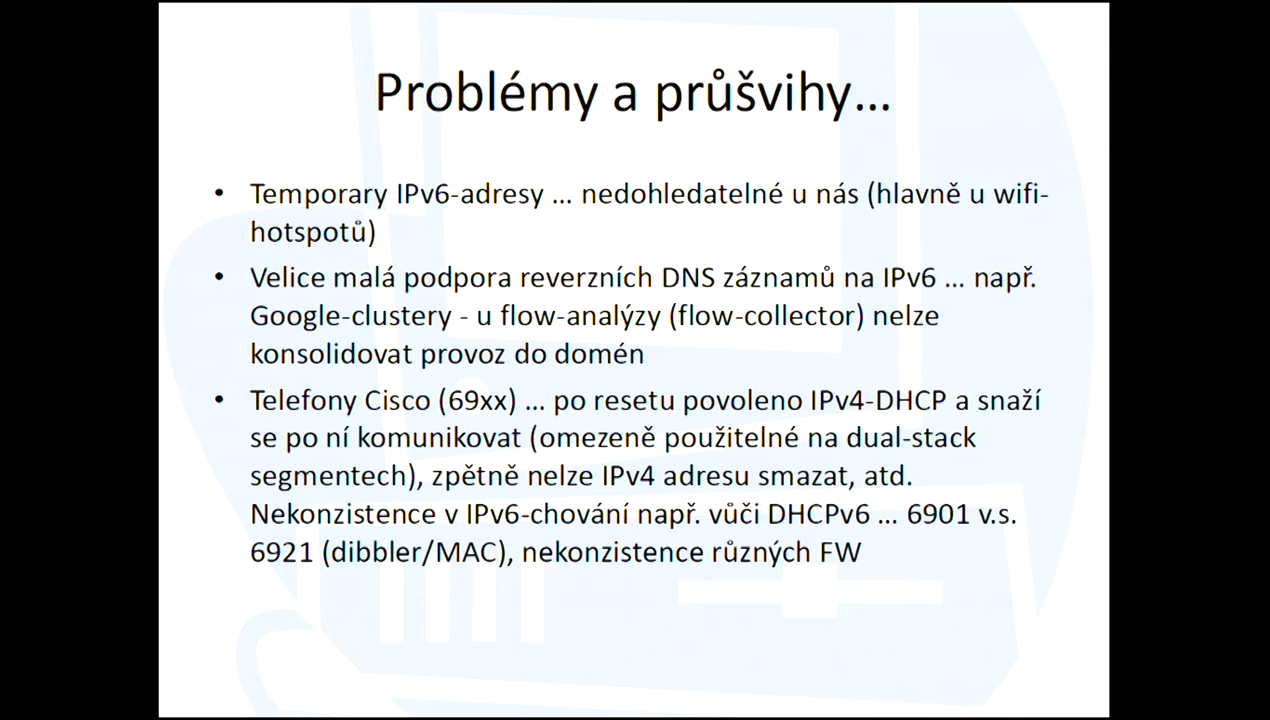 Problémy a průšvihy...
• Temporary IPv6-adresy ... nedohledatelné u nás (hlavně u wifi-
hotspotů)
• Velice malá podpora reverzních DNS záznamů na IPv6 ... např.
Google-clustery - u flow-analýzy (flow-collector) nelze
konsolidovat provoz do domén
• Telefony Cisco (69xx) ... po resetu povoleno IPv4-DHCP a snaží
se po ní komunikovat (omezeně použitelné na dual-stack
segmentech), zpětně nelze IPv4 adresu smazat, atd.
Nekonzistence v IPv6-chování např. vůči DHCPv6 ... 6901 v.s.
6921 (dibbler/MAC), nekonzistence různých FW